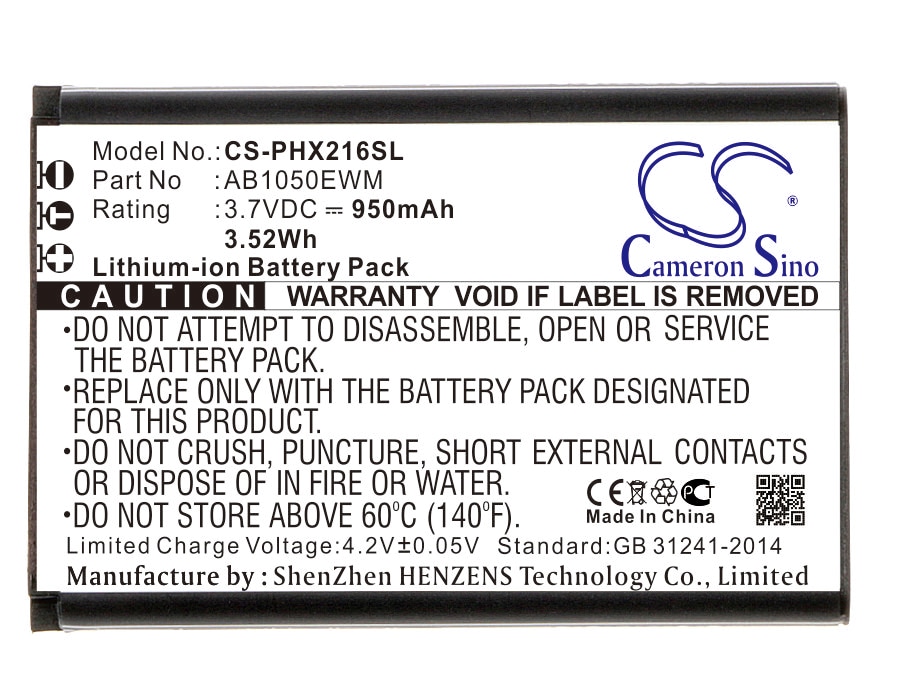 Model No.: CS-PHX216SL
Part No : AB1050EWM
Rating : 3.7VDC ⎓ 950mAh
3.52Wh
Lithium-ion Battery Pack
CS ®
Cameron Sino
CAUTION WARRANTY VOID IF LABEL IS REMOVED
•DO NOT ATTEMPT TO DISASSEMBLE, OPEN OR SERVICE
THE BATTERY PACK.
•REPLACE ONLY WITH THE BATTERY PACK DESIGNATED
FOR THIS PRODUCT.
•DO NOT CRUSH, PUNCTURE, SHORT EXTERNAL CONTACTS
OR DISPOSE OF IN FIRE OR WATER.
•DO NOT STORE ABOVE 60°C (140°F).
CE PCT
Made In China
Limited Charge Voltage:4.2V±0.05V Standard:GB 31241-2014
Manufacture by : ShenZhen HENZENS Technology Co., Limited